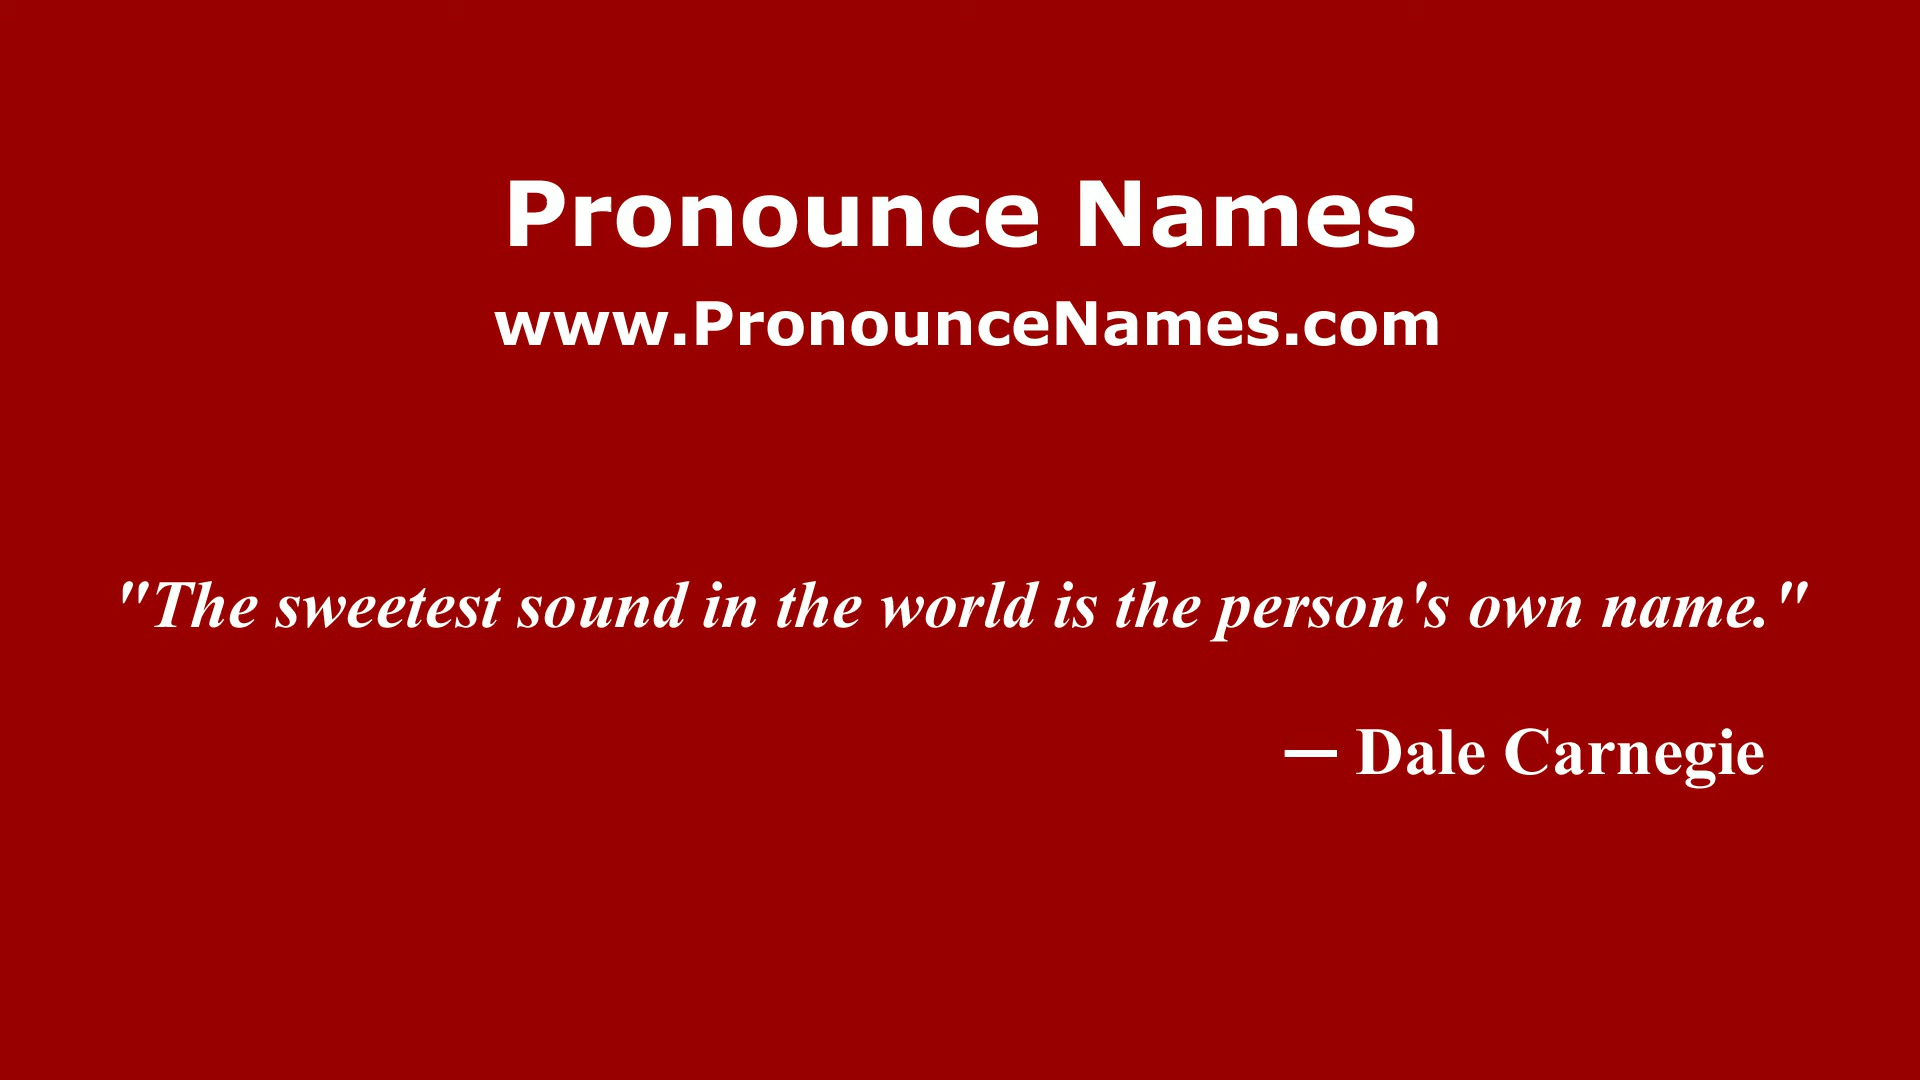 Pronounce Names
www.PronounceNames.com
"The sweetest sound in the world is the person's own name."
— Dale Carnegie